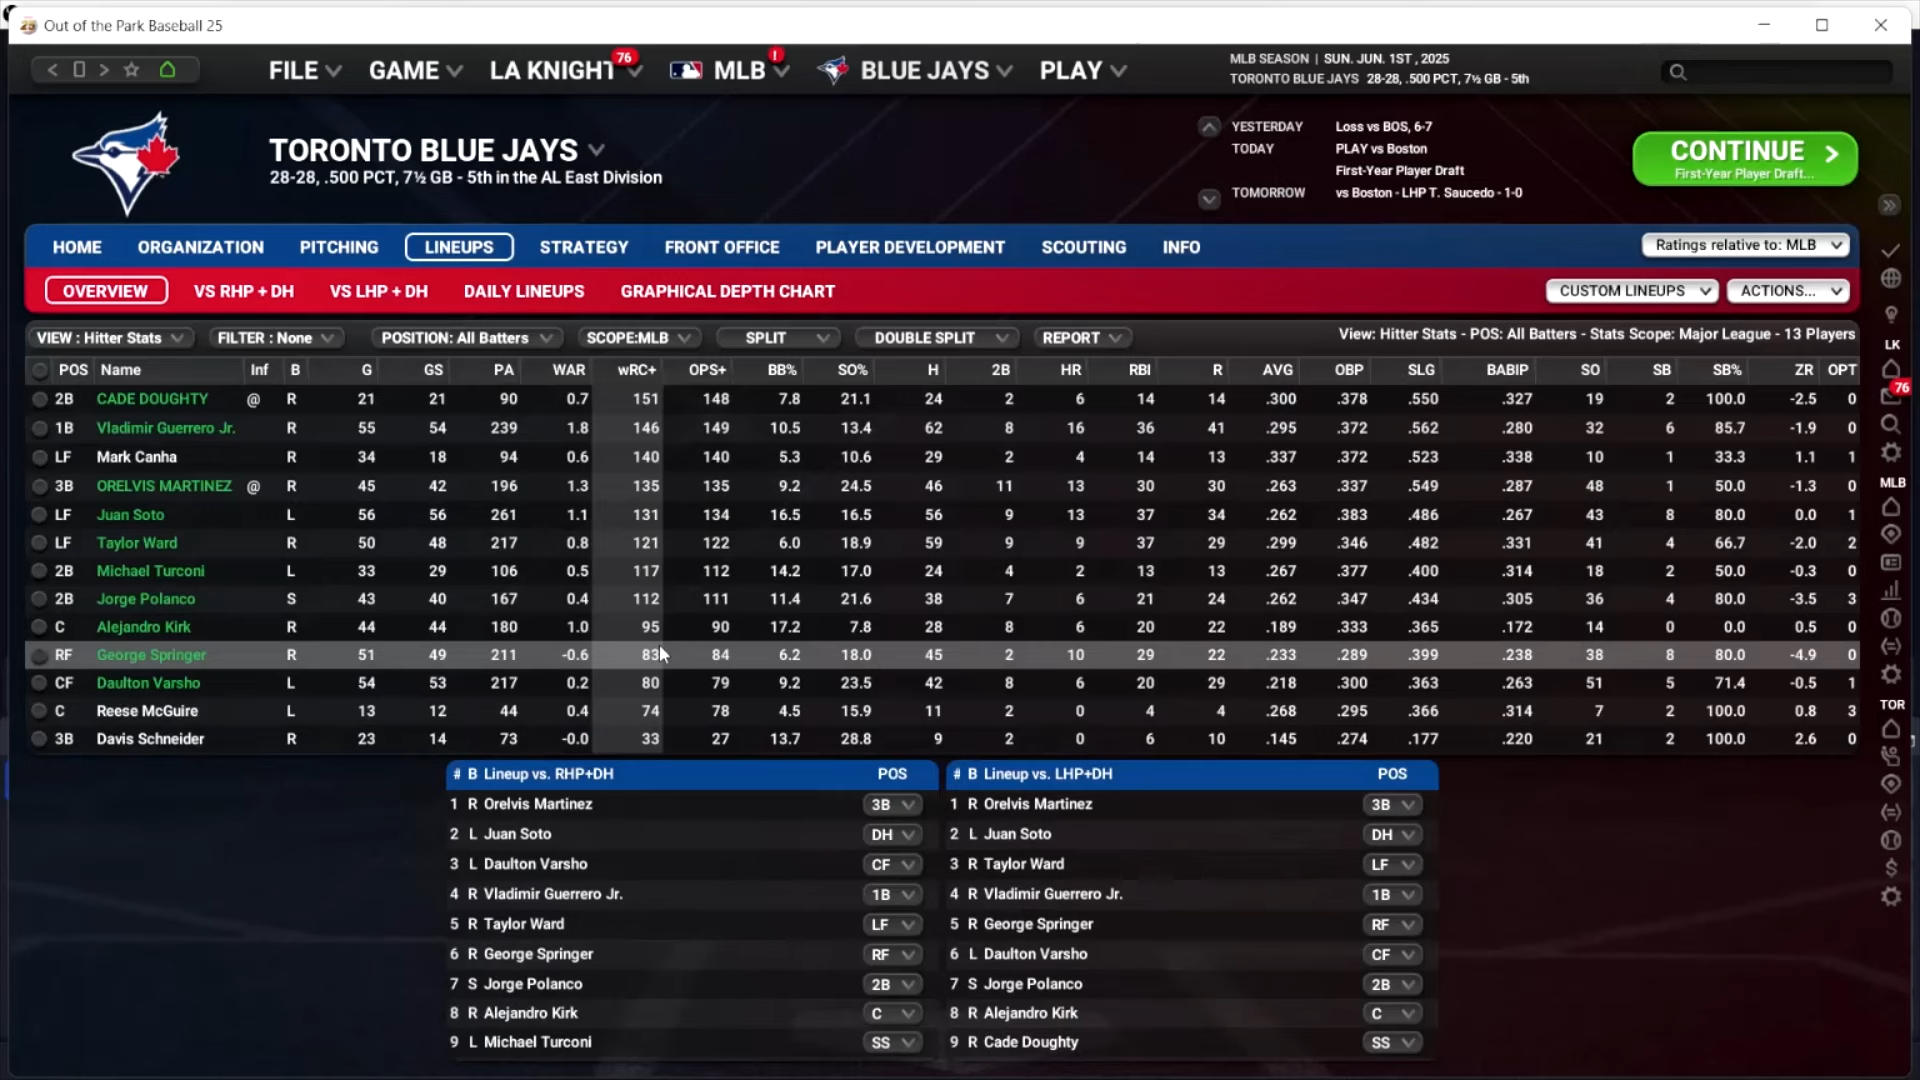 Out of the Park Baseball 25
FILE GAME LA KNIGHT 76 MLB ! BLUE JAYS PLAY
MLB SEASON | SUN. JUN. 1ST , 2025
TORONTO BLUE JAYS 28-28, .500 PCT, 7½ GB - 5th
TORONTO BLUE JAYS
28-28, .500 PCT, 7½ GB - 5th in the AL East Division
YESTERDAY Loss vs BOS, 6-7
TODAY PLAY vs Boston
First-Year Player Draft
TOMORROW vs Boston - LHP T. Saucedo - 1-0
CONTINUE
First-Year Player Draft...
HOME ORGANIZATION PITCHING LINEUPS STRATEGY FRONT OFFICE PLAYER DEVELOPMENT SCOUTING INFO Ratings relative to: MLB
OVERVIEW VS RHP + DH VS LHP + DH DAILY LINEUPS GRAPHICAL DEPTH CHART CUSTOM LINEUPS ACTIONS...
VIEW : Hitter Stats FILTER : None POSITION: All Batters SCOPE:MLB SPLIT DOUBLE SPLIT REPORT View: Hitter Stats - POS: All Batters - Stats Scope: Major League - 13 Players
POS Name Inf B G GS PA WAR wRC+ OPS+ BB% SO% H 2B HR RBI R AVG OBP SLG BABIP SO SB SB% ZR OPT
2B CADE DOUGHTY @ R 21 21 90 0.7 151 148 7.8 21.1 24 2 6 14 14 .300 .378 .550 .327 19 2 100.0 -2.5 0
1B Vladimir Guerrero Jr. R 55 54 239 1.8 146 149 10.5 13.4 62 8 16 36 41 .295 .372 .562 .280 32 6 85.7 -1.9 0
LF Mark Canha R 34 18 94 0.6 140 140 5.3 10.6 29 2 4 14 13 .337 .372 .523 .338 10 1 33.3 1.1 1
3B ORELVIS MARTINEZ @ R 45 42 196 1.3 135 135 9.2 24.5 46 11 13 30 30 .263 .337 .549 .287 48 1 50.0 -1.3 0
LF Juan Soto L 56 56 261 1.1 131 134 16.5 16.5 56 9 13 37 34 .262 .383 .486 .267 43 8 80.0 0.0 1
LF Taylor Ward R 50 48 217 0.8 121 122 6.0 18.9 59 9 9 37 29 .299 .346 .482 .331 41 4 66.7 -2.0 2
2B Michael Turconi L 33 29 106 0.5 117 112 14.2 17.0 24 4 2 13 13 .267 .377 .400 .314 18 2 50.0 -0.3 0
2B Jorge Polanco S 43 40 167 0.4 112 111 11.4 21.6 38 7 6 21 24 .262 .347 .434 .305 36 4 80.0 -3.5 3
C Alejandro Kirk R 44 44 180 1.0 95 90 17.2 7.8 28 8 6 20 22 .189 .333 .365 .172 14 0 0.0 0.5 0
RF George Springer R 51 49 211 -0.6 83 84 6.2 18.0 45 2 10 29 22 .233 .289 .399 .238 38 8 80.0 -4.9 0
CF Daulton Varsho L 54 53 217 0.2 80 79 9.2 23.5 42 8 6 20 29 .218 .300 .363 .263 51 5 71.4 -0.5 1
C Reese McGuire L 13 12 44 0.4 74 78 4.5 15.9 11 2 0 4 4 .268 .295 .366 .314 7 2 100.0 0.8 3
3B Davis Schneider R 23 14 73 -0.0 33 27 13.7 28.8 9 2 0 6 10 .145 .274 .177 .220 21 2 100.0 2.6 0
# B Lineup vs. RHP+DH POS
1 R Orelvis Martinez 3B
2 L Juan Soto DH
3 L Daulton Varsho CF
4 R Vladimir Guerrero Jr. 1B
5 R Taylor Ward LF
6 R George Springer RF
7 S Jorge Polanco 2B
8 R Alejandro Kirk C
9 L Michael Turconi SS
# B Lineup vs. LHP+DH POS
1 R Orelvis Martinez 3B
2 L Juan Soto DH
3 R Taylor Ward LF
4 R Vladimir Guerrero Jr. 1B
5 R George Springer RF
6 L Daulton Varsho CF
7 S Jorge Polanco 2B
8 R Alejandro Kirk C
9 R Cade Doughty SS
LK
76
MLB
TOR